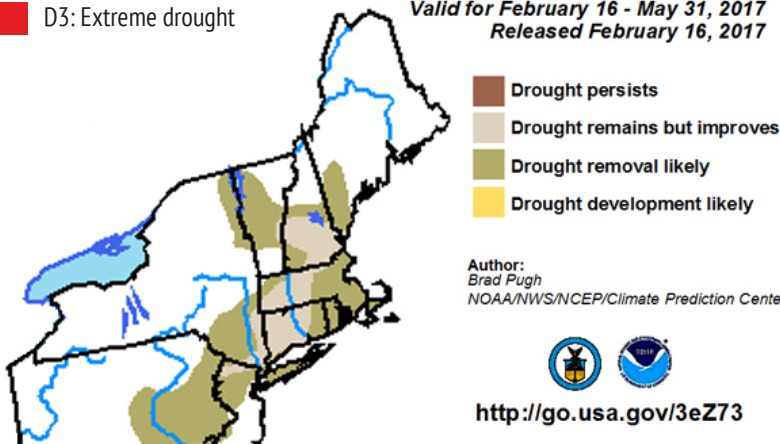 D3: Extreme drought
Valid for February 16 - May 31, 2017
Released February 16, 2017
Drought persists
Drought remains but improves
Drought removal likely
Drought development likely
Author:
Brad Pugh
NOAA/NWS/NCEP/Climate Prediction Cente
http://go.usa.gov/3eZ73